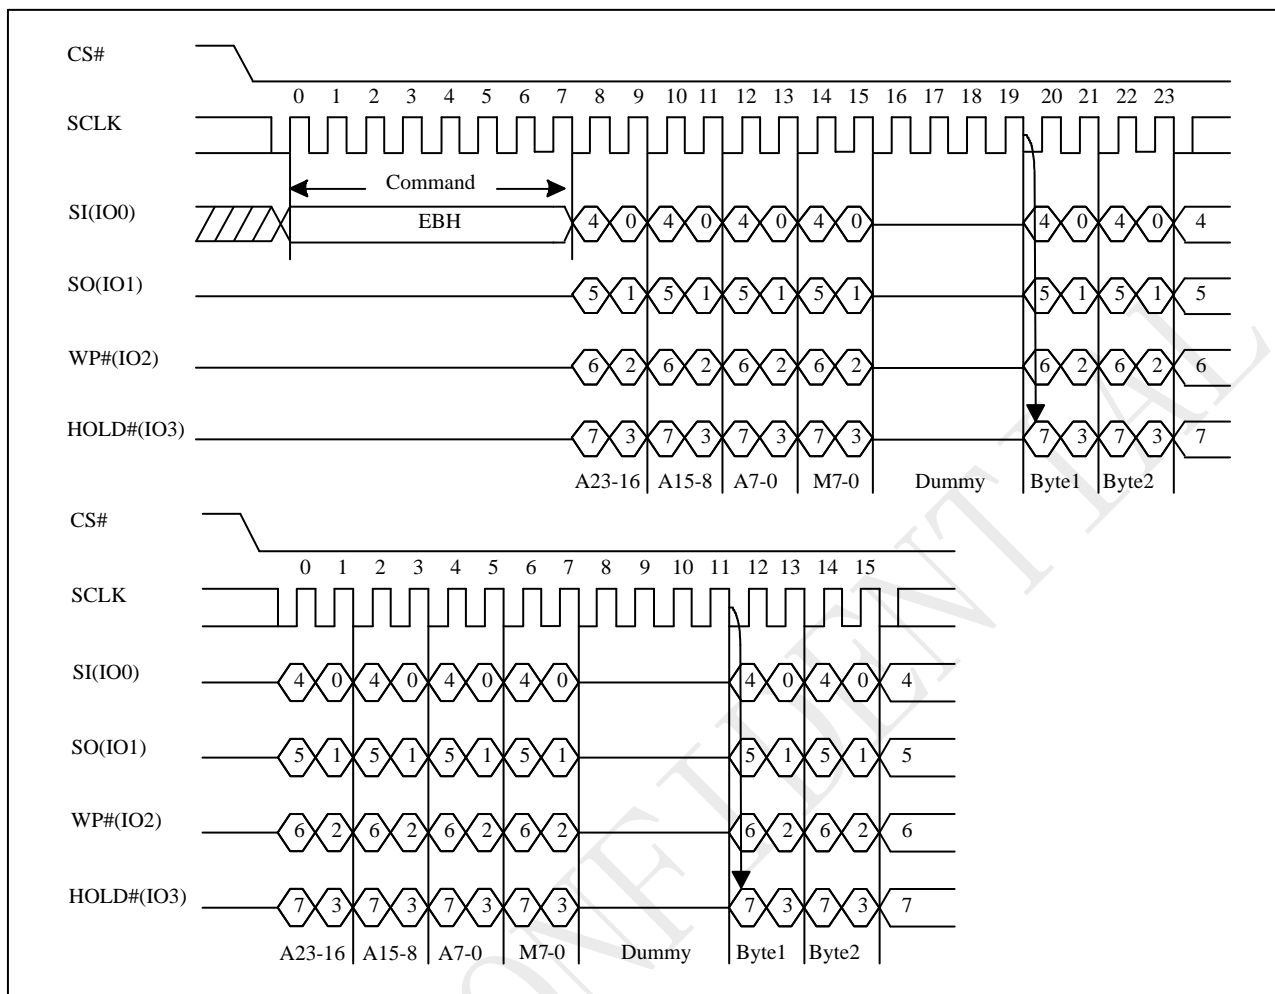 CS#
0 1 2 3 4 5 6 7 8 9 10 11 12 13 14 15 16 17 18 19 20 21 22 23
SCLK
Command
SI(IO0) EBH 4 0 4 0 4 0 4 0 4 0 4 0 4
SO(IO1) 5 1 5 1 5 1 5 1 5 1 5 1 5
WP#(IO2) 6 2 6 2 6 2 6 2 6 2 6 2 6
HOLD#(IO3) 7 3 7 3 7 3 7 3 7 3 7 3 7
A23-16 A15-8 A7-0 M7-0 Dummy Byte1 Byte2
CS#
0 1 2 3 4 5 6 7 8 9 10 11 12 13 14 15
SCLK
SI(IO0) 4 0 4 0 4 0 4 0 4 0 4 0 4
SO(IO1) 5 1 5 1 5 1 5 1 5 1 5 1 5
WP#(IO2) 6 2 6 2 6 2 6 2 6 2 6 2 6
HOLD#(IO3) 7 3 7 3 7 3 7 3 7 3 7 3 7
A23-16 A15-8 A7-0 M7-0 Dummy Byte1 Byte2
ONFIDENTIAL